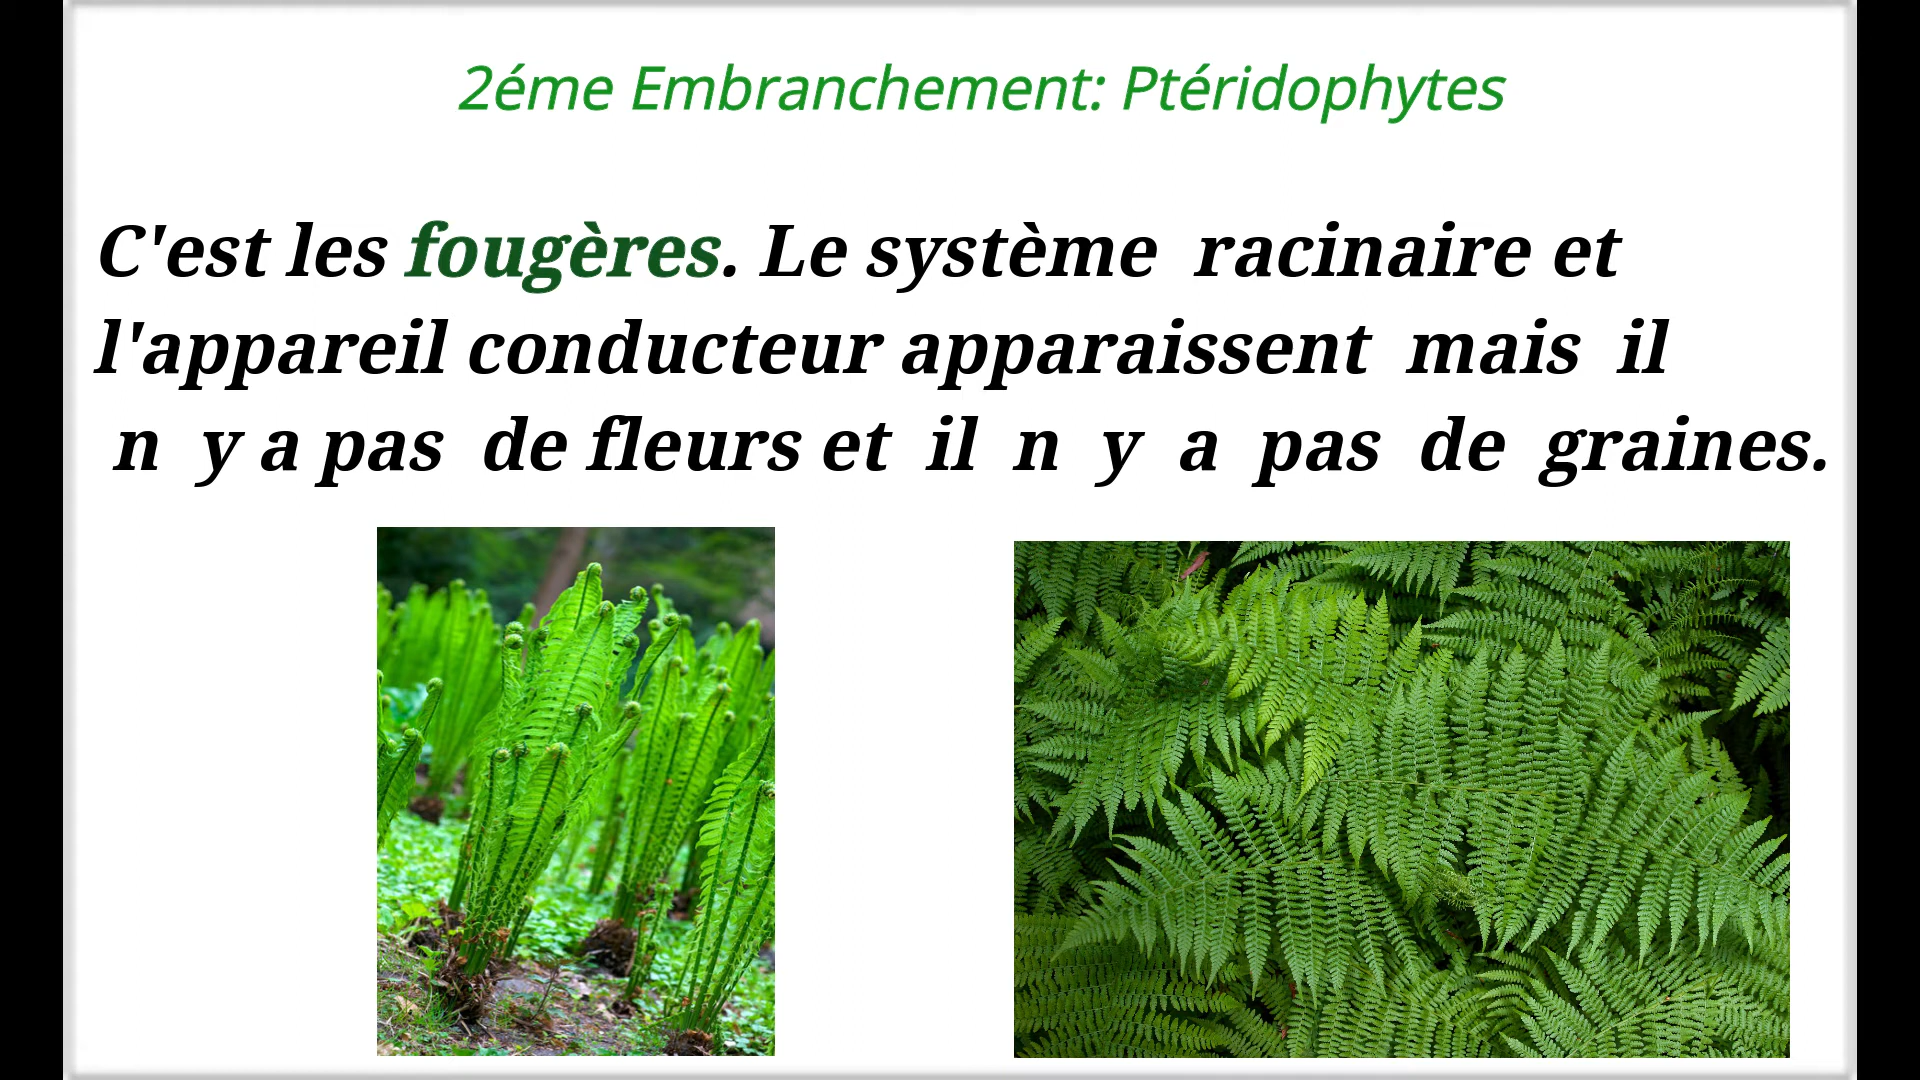 2éme Embranchement: Ptéridophytes
C'est les fougères. Le système racinaire et
l'appareil conducteur apparaissent mais il
n y a pas de fleurs et il n y a pas de graines.